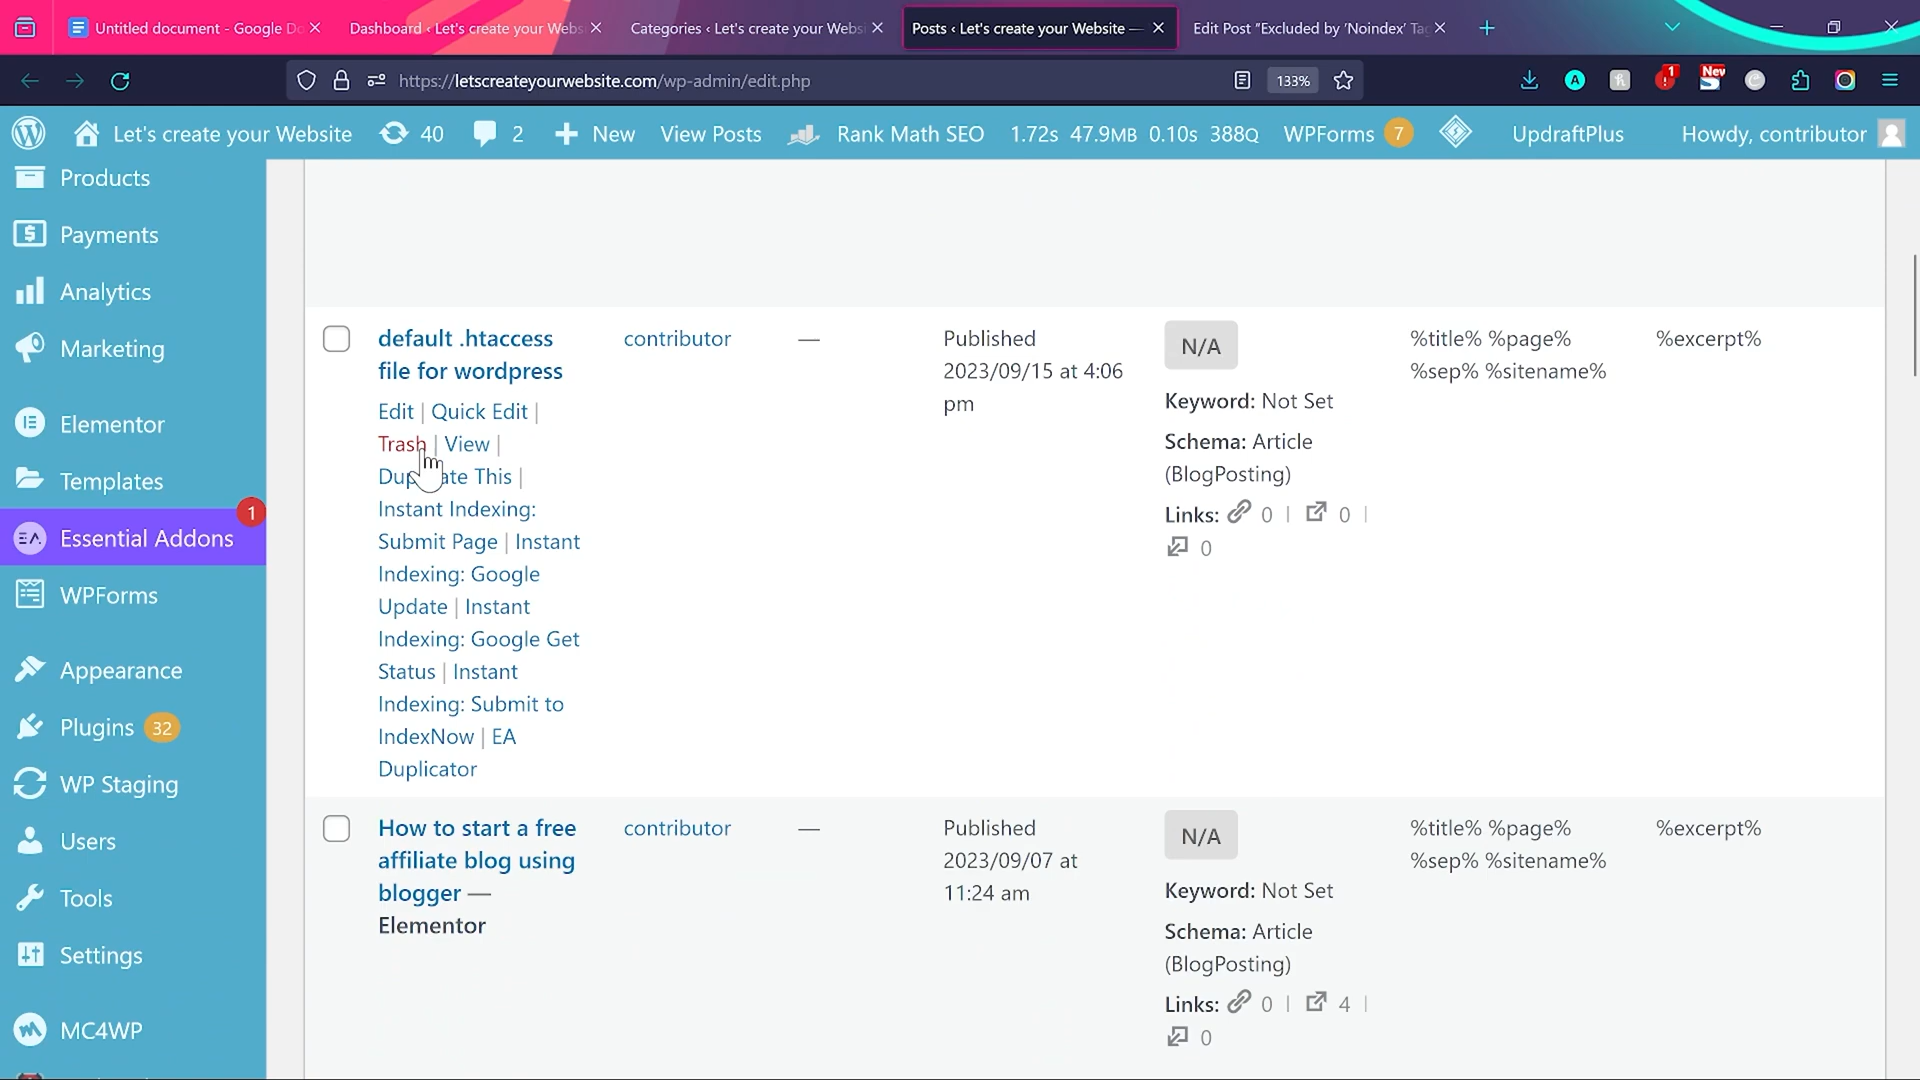 Untitled document - Google Do
Dashboard ‹ Let's create your Webs
Categories ‹ Let's create your Websi
Posts ‹ Let's create your Website —
Edit Post "Excluded by 'Noindex' Tag
https://letscreateyourwebsite.com/wp-admin/edit.php
133%
1
New
Let's create your Website
40
2
New
View Posts
Rank Math SEO
1.72s 47.9MB 0.10s 388Q
WPForms 7
UpdraftPlus
Howdy, contributor
Products
Payments
Analytics
Marketing
Elementor
Templates
1
Essential Addons
WPForms
Appearance
Plugins 32
WP Staging
Users
Tools
Settings
MC4WP
default .htaccess
file for wordpress
Edit | Quick Edit |
Trash | View |
Duplicate This |
Instant Indexing:
Submit Page | Instant
Indexing: Google
Update | Instant
Indexing: Google Get
Status | Instant
Indexing: Submit to
IndexNow | EA
Duplicator
contributor
—
Published
2023/09/15 at 4:06
pm
N/A
Keyword: Not Set
Schema: Article
(BlogPosting)
Links: 0 | 0 |
0
%title% %page%
%sep% %sitename%
%excerpt%
How to start a free
affiliate blog using
blogger —
Elementor
contributor
—
Published
2023/09/07 at
11:24 am
N/A
Keyword: Not Set
Schema: Article
(BlogPosting)
Links: 0 | 4 |
0
%title% %page%
%sep% %sitename%
%excerpt%